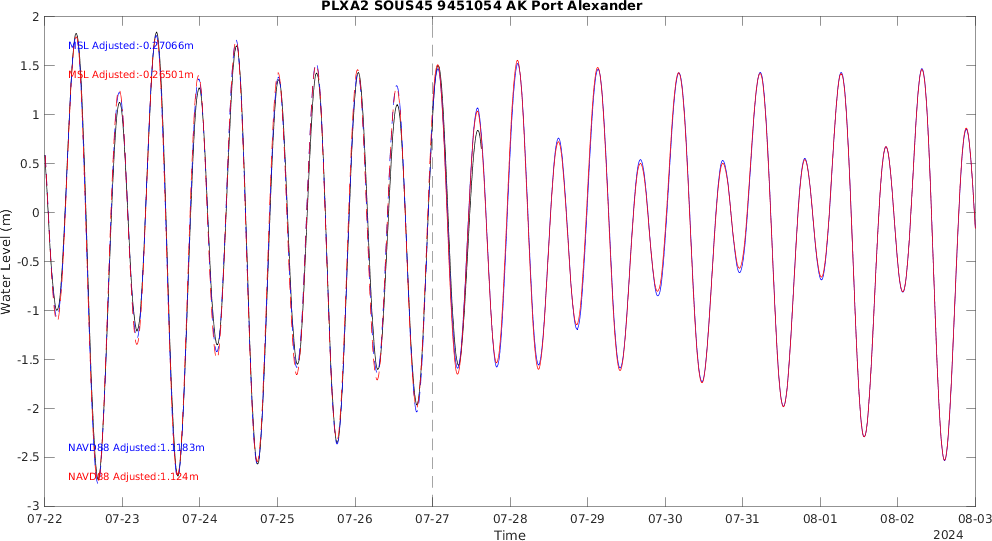 PLXA2 SOUS45 9451054 AK Port Alexander
2
MSL Adjusted:-0.27066m
1.5
MSL Adjusted:-0.26501m
1
0.5
0
-0.5
-1
-1.5
-2
NAVD88 Adjusted:1.1183m
-2.5
NAVD88 Adjusted:1.124m
-3
Water Level (m)
07-22 07-23 07-24 07-25 07-26 07-27 07-28 07-29 07-30 07-31 08-01 08-02 08-03
Time
2024